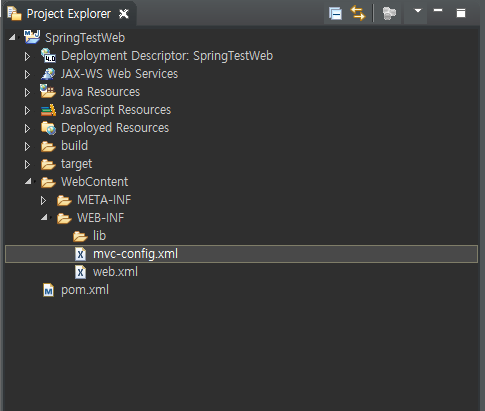 Project Explorer
SpringTestWeb
Deployment Descriptor: SpringTestWeb
JAX-WS Web Services
Java Resources
JavaScript Resources
Deployed Resources
build
target
WebContent
META-INF
WEB-INF
lib
mvc-config.xml
web.xml
pom.xml